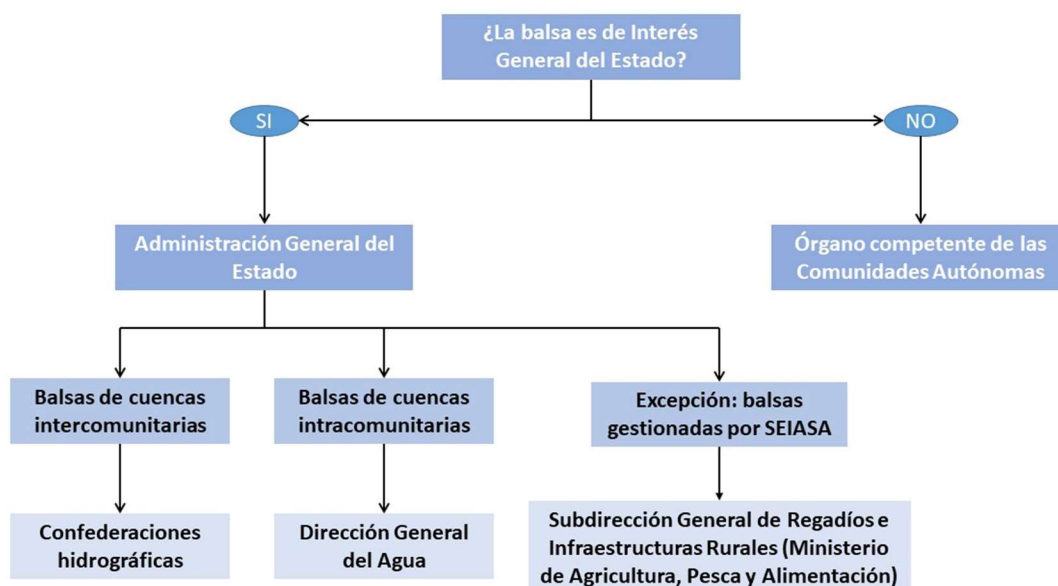 ¿La balsa es de Interés
General del Estado?
SI
NO
Administración General del
Estado
Órgano competente de las
Comunidades Autónomas
Balsas de cuencas
intercomunitarias
Balsas de cuencas
intracomunitarias
Excepción: balsas
gestionadas por SEIASA
Confederaciones
hidrográficas
Dirección General
del Agua
Subdirección General de Regadíos e
Infraestructuras Rurales (Ministerio
de Agricultura, Pesca y Alimentación)